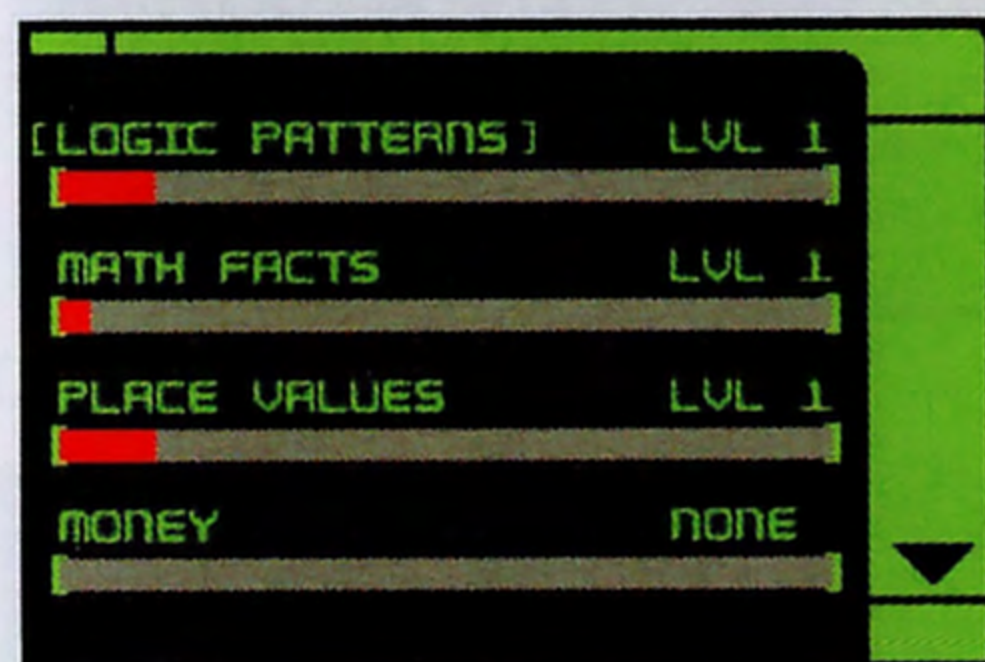 [LOGIC PATTERNS] LVL 1
MATH FACTS LVL 1
PLACE VALUES LVL 1
MONEY NONE